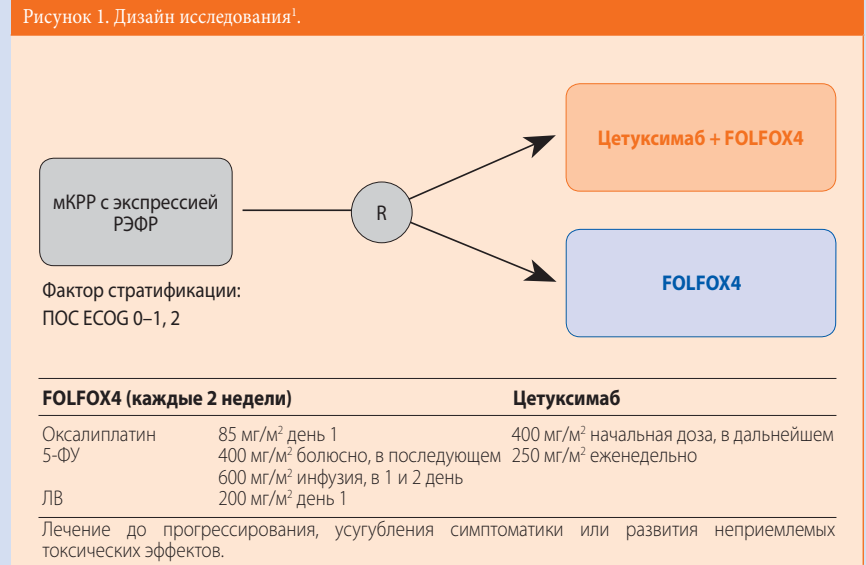 Рисунок 1. Дизайн исследования¹.
Цетуксимаб + FOLFOX4
мКРР с экспрессией
РЭФР
R
FOLFOX4
Фактор стратификации:
ПОС ECOG 0–1, 2
FOLFOX4 (каждые 2 недели) Цетуксимаб
Оксалиплатин 85 мг/м² день 1 400 мг/м² начальная доза, в дальнейшем
5-ФУ 400 мг/м² болюсно, в последующем 250 мг/м² еженедельно
600 мг/м² инфузия, в 1 и 2 день
ЛВ 200 мг/м² день 1
Лечение до прогрессирования, усугубления симптоматики или развития неприемлемых
токсических эффектов.